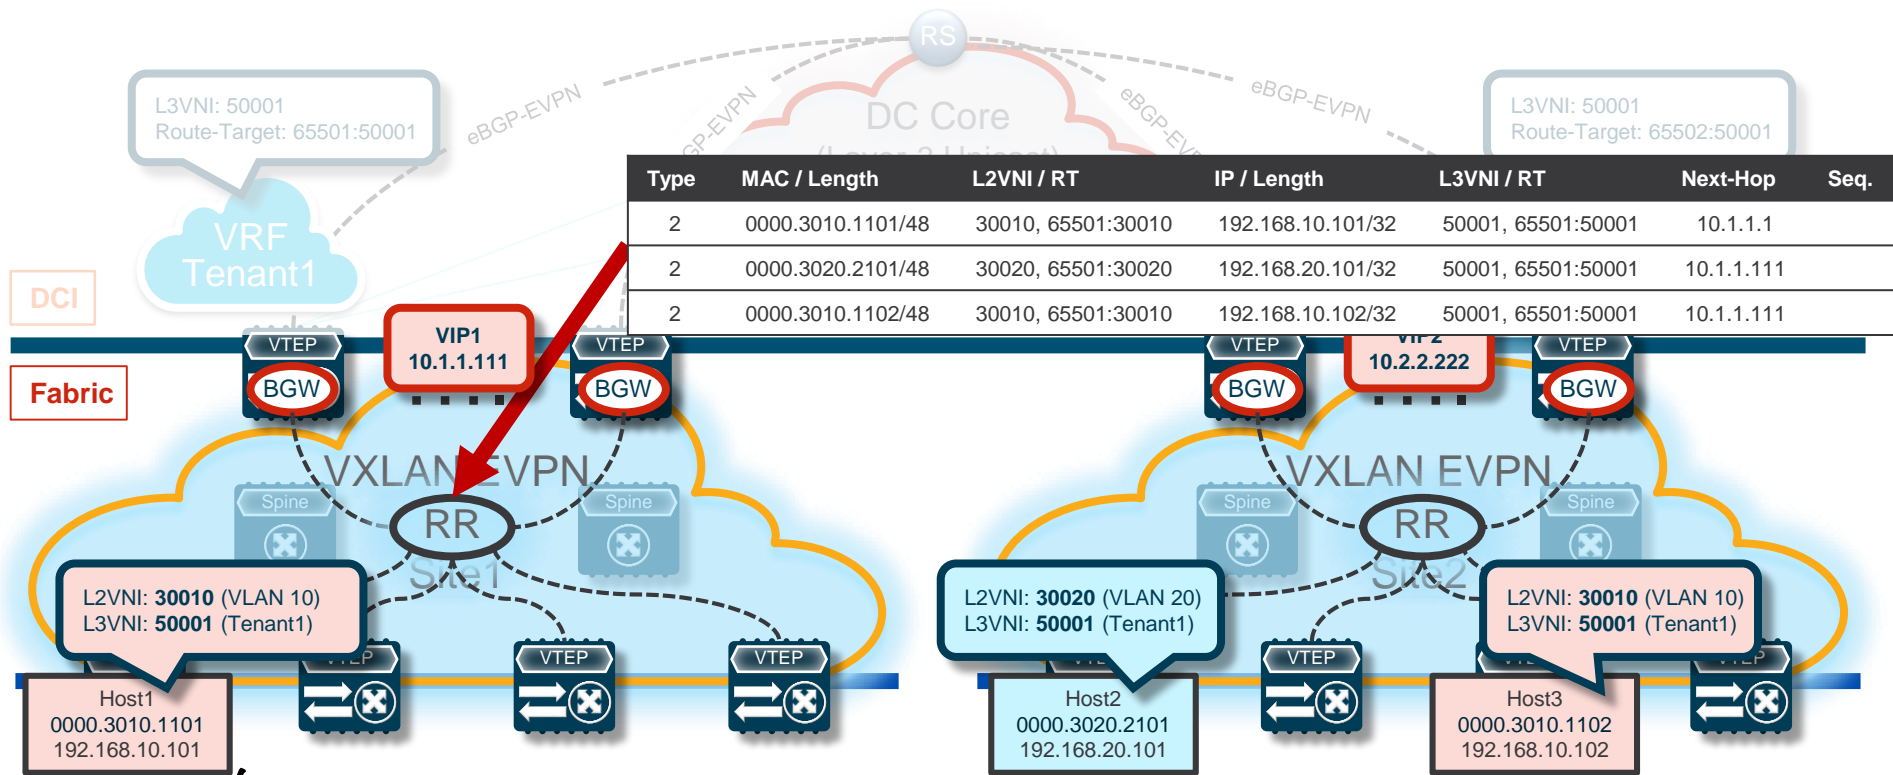 RS
eBGP-EVPN
eBGP-EVPN
L3VNI: 50001
Route-Target: 65501:50001
DC Core
L3VNI: 50001
Route-Target: 65502:50001
Type MAC / Length L2VNI / RT IP / Length L3VNI / RT Next-Hop Seq.
2 0000.3010.1101/48 30010, 65501:30010 192.168.10.101/32 50001, 65501:50001 10.1.1.1
2 0000.3020.2101/48 30020, 65501:30020 192.168.20.101/32 50001, 65501:50001 10.1.1.111
2 0000.3010.1102/48 30010, 65501:30010 192.168.10.102/32 50001, 65501:50001 10.1.1.111
VRF
Tenant1
DCI
Fabric
VTEP
BGW
VIP1
10.1.1.111
VTEP
BGW
VTEP
BGW
VIP2
10.2.2.222
VTEP
BGW
VXLAN EVPN
Spine
RR
Spine
Site1
VXLAN EVPN
Spine
RR
Spine
Site2
L2VNI: 30010 (VLAN 10)
L3VNI: 50001 (Tenant1)
L2VNI: 30020 (VLAN 20)
L3VNI: 50001 (Tenant1)
L2VNI: 30010 (VLAN 10)
L3VNI: 50001 (Tenant1)
VTEP
VTEP
VTEP
VTEP
VTEP
Host1
0000.3010.1101
192.168.10.101
Host2
0000.3020.2101
192.168.20.101
Host3
0000.3010.1102
192.168.10.102